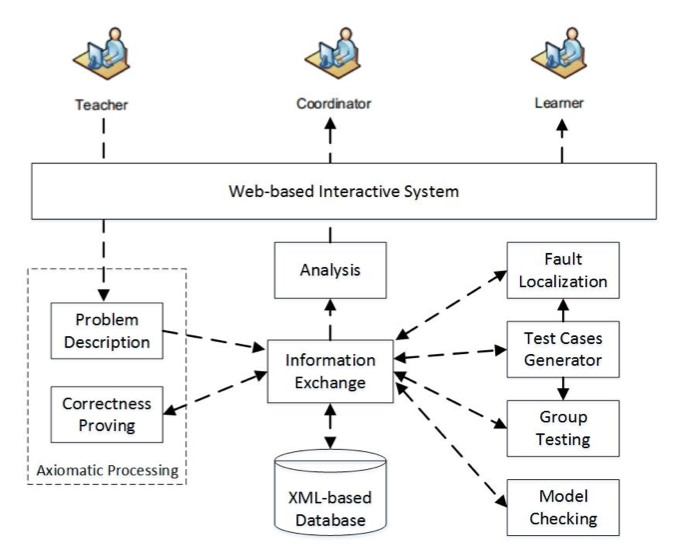 Teacher
Coordinator
Learner
Web-based Interactive System
Analysis
Fault
Localization
Problem
Description
Information
Exchange
Test Cases
Generator
Correctness
Proving
Group
Testing
Axiomatic Processing
XML-based
Database
Model
Checking